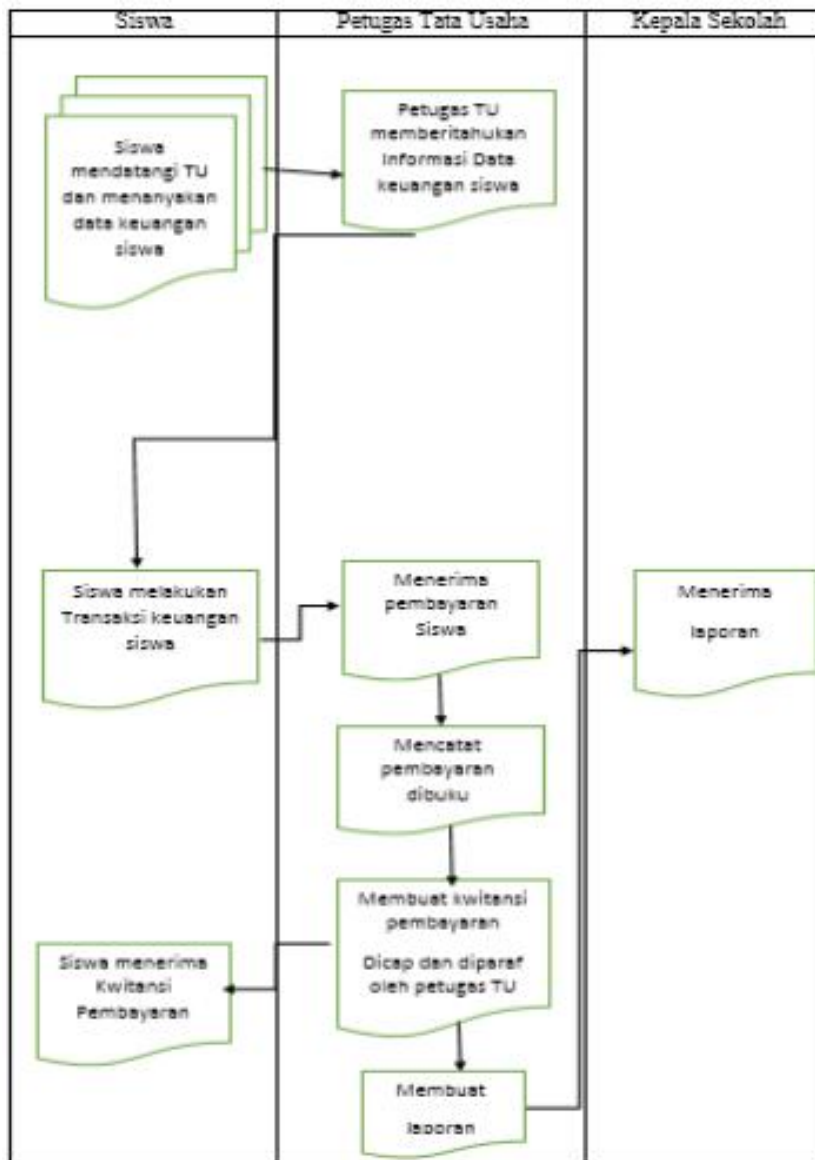 Siswa
Petugas Tata Usaha
Kepala Sekolah
Siswa
mendatangi TU
dan menanyakan
data keuangan
siswa
Petugas TU
memberitahukan
Informasi Data
keuangan siswa
Siswa melakukan
Transaksi keuangan
siswa
Menerima
pembayaran
Siswa
Menerima
laporan
Mencatat
pembayaran
dibuku
Membuat kwitansi
pembayaran
Dicap dan diparaf
oleh petugas TU
Siswa menerima
Kwitansi
Pembayaran
Membuat
laporan